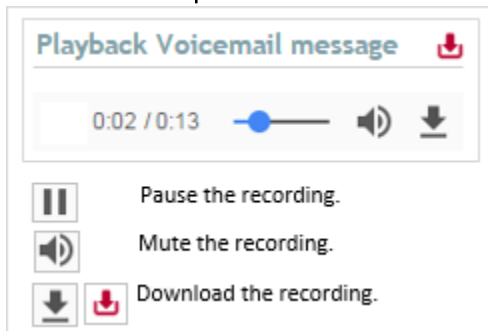 Playback Voicemail message
0:02 / 0:13
Pause the recording.
Mute the recording.
Download the recording.